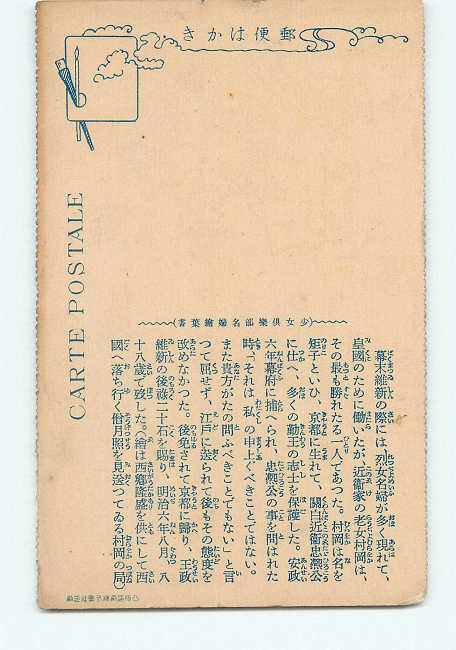 郵便はかき
CARTE POSTALE
(少女倶樂部名婦繪葉書)
幕末維新の際には、烈女名婦が多く現れて、
皇國のために働いたが、近衞家の老女村岡は、
その最も勝れたる一人であつた。村岡は名を
矩子といひ、京都に生れて、關白近衞忠凞公
に仕へ、多くの勤王の志士を保護した。安政
六年幕府に捕へられ、忠凞公の事を問はれた
時、「それは私の申上ぐべきことではない。
また貴方がたの問ふべきことでもない」と言
つて屈せず、江戸に送られて後もその態度を
改めなかつた。後免されて京都に歸り、王政
維新の後祿二十石を賜り、明治六年八月、八
十八歳で歿した。(繪は西郷隆盛を供にして西
國へ落ち行く僧月照を見送つてゐる村岡の局)